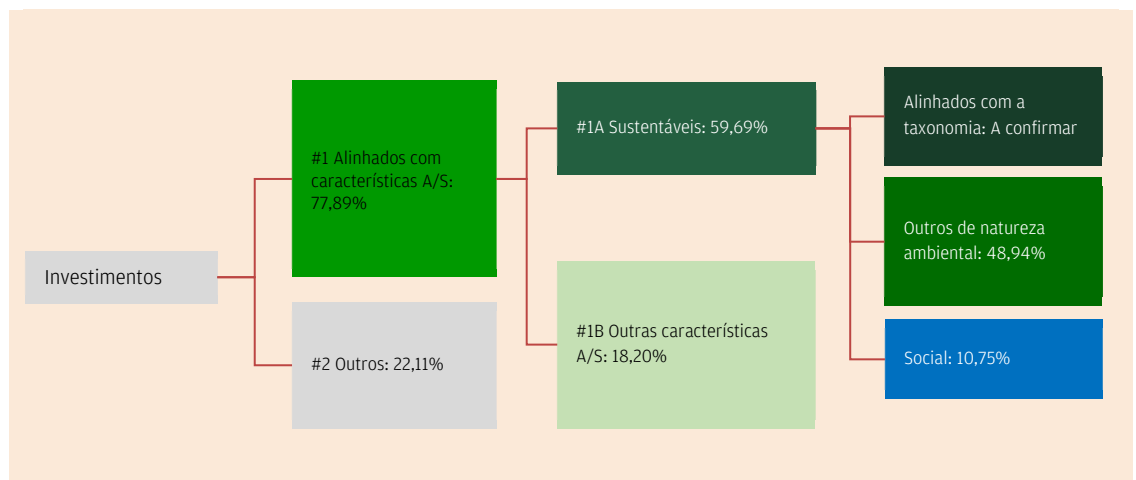 Investimentos
#1 Alinhados com
características A/S:
77,89%
#2 Outros: 22,11%
#1A Sustentáveis: 59,69%
#1B Outras características
A/S: 18,20%
Alinhados com a
taxonomia: A confirmar
Outros de natureza
ambiental: 48,94%
Social: 10,75%